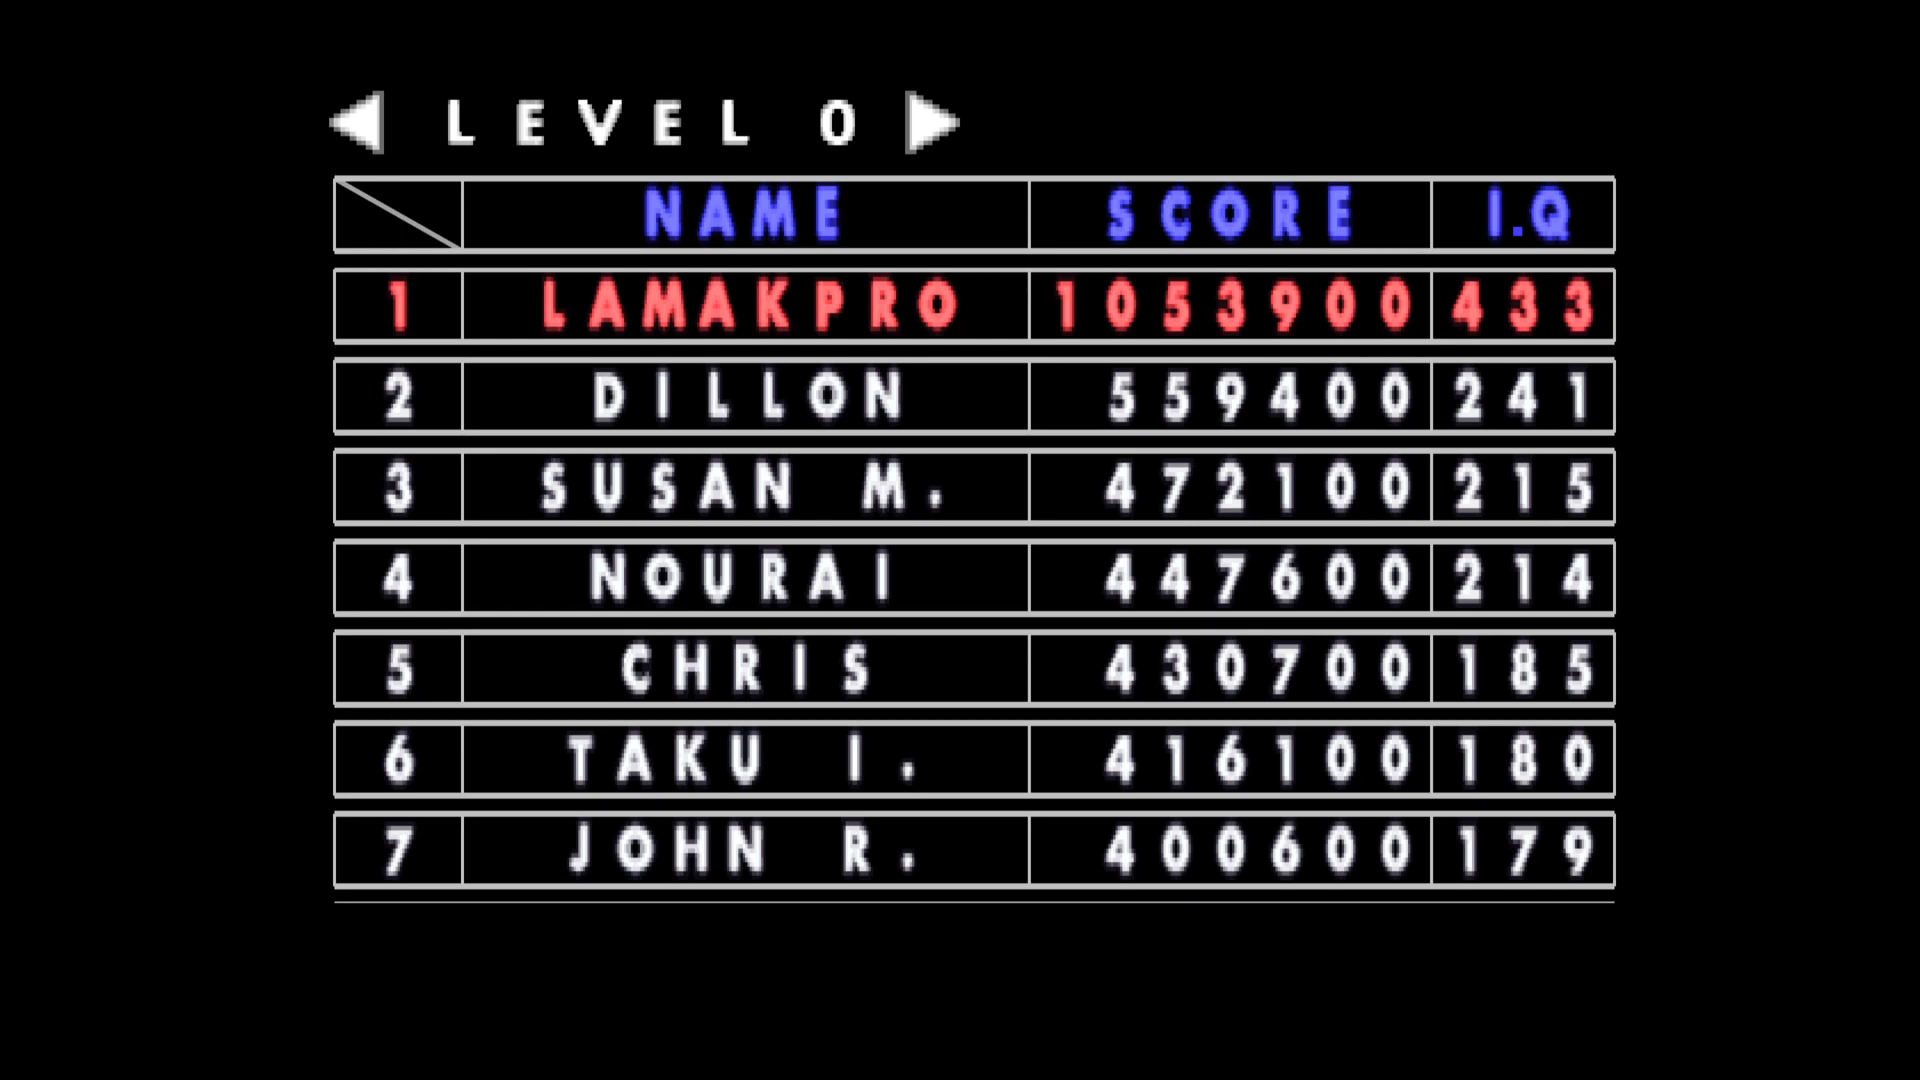 ◀ LEVEL 0 ▶
NAME SCORE I.Q
1 LAMAKPRO 1053900 433
2 DILLON 559400 241
3 SUSAN M. 472100 215
4 NOURAI 447600 214
5 CHRIS 430700 185
6 TAKU I. 416100 180
7 JOHN R. 400600 179